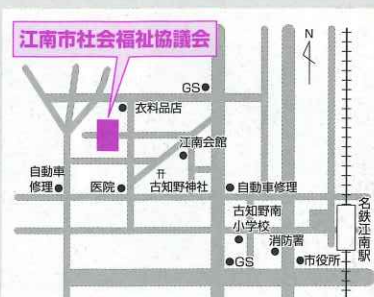 江南市社会福祉協議会
N
GS
衣料品店
江南会館
自動車
修理
医院
古知野神社
自動車修理
古知野南
小学校
消防署
GS
市役所
名鉄江南駅